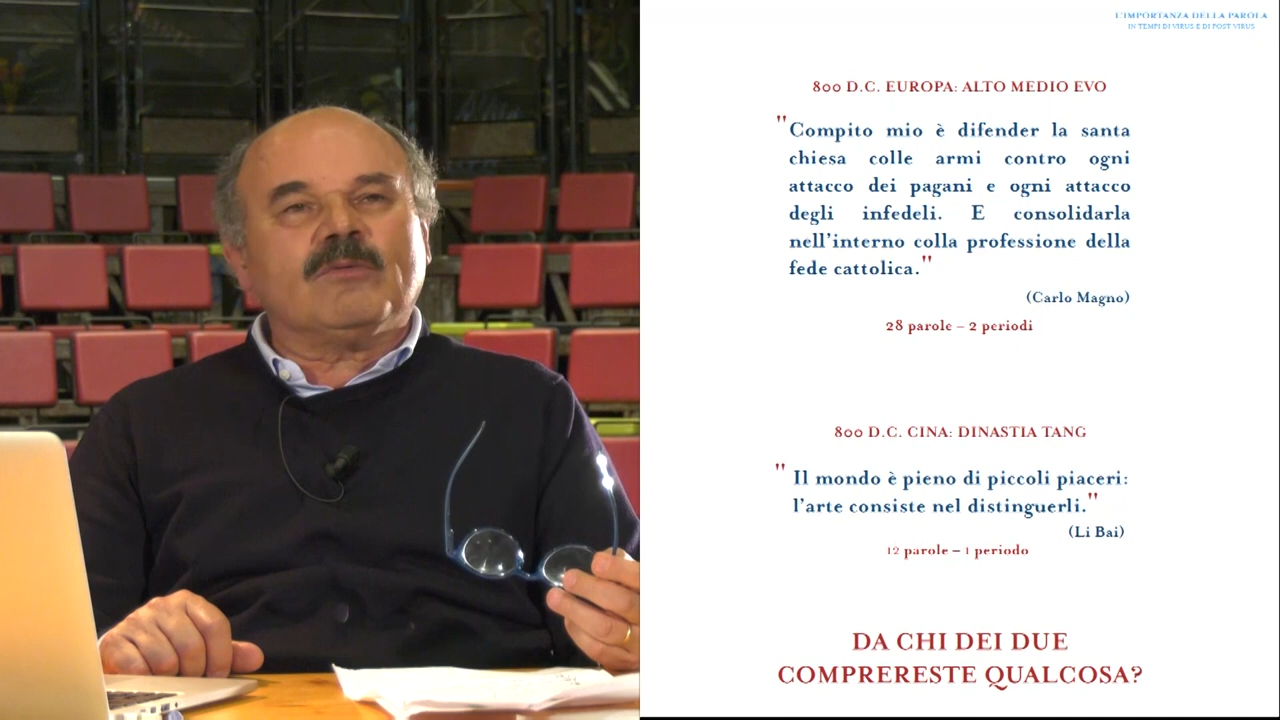 L'IMPORTANZA DELLA PAROLA
IN TEMPI DI VIRUS E DI POST VIRUS
800 D.C. EUROPA: ALTO MEDIO EVO
"Compito mio è difender la santa
chiesa colle armi contro ogni
attacco dei pagani e ogni attacco
degli infedeli. E consolidarla
nell'interno colla professione della
fede cattolica."
(Carlo Magno)
28 parole – 2 periodi
800 D.C. CINA: DINASTIA TANG
" Il mondo è pieno di piccoli piaceri:
l'arte consiste nel distinguerli."
(Li Bai)
12 parole – 1 periodo
DA CHI DEI DUE
COMPRERESTE QUALCOSA?